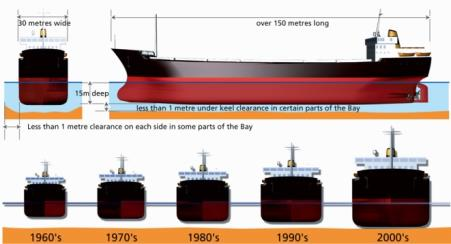 30 metres wide
over 150 metres long
15m deep
less than 1 metre under keel clearance in certain parts of the Bay
Less than 1 metre clearance on each side in some parts of the Bay
1960's
1970's
1980's
1990's
2000's